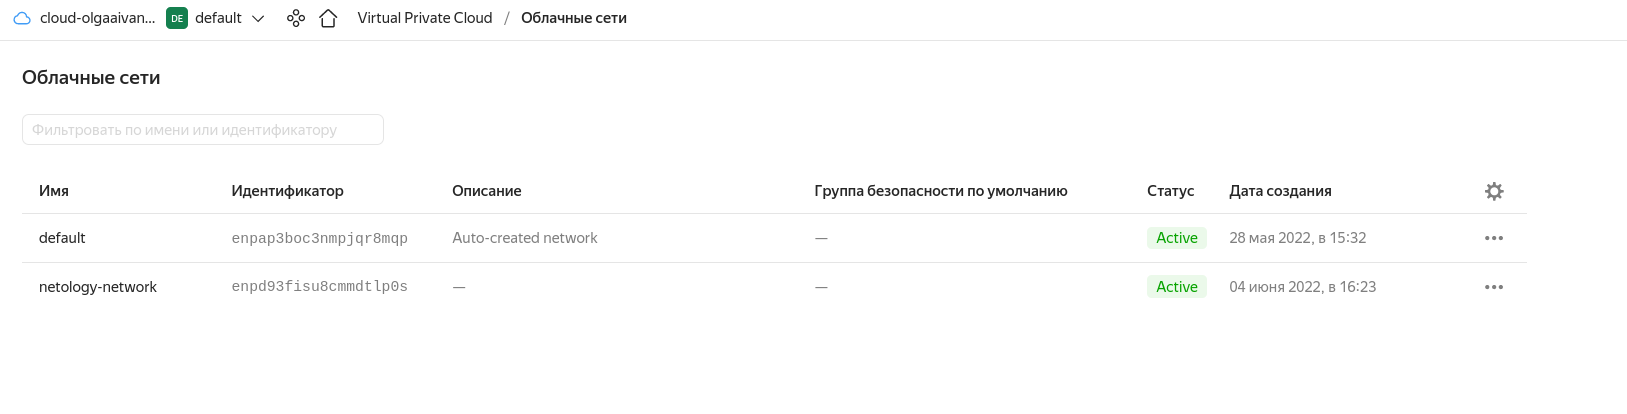 cloud-olgaaivan... DE default Virtual Private Cloud / Облачные сети
Облачные сети
Фильтровать по имени или идентификатору
Имя Идентификатор Описание Группа безопасности по умолчанию Статус Дата создания
default enpap3boc3nmpjqr8mqp Auto-created network — Active 28 мая 2022, в 15:32
netology-network enpd93fisu8cmmdtlp0s — — Active 04 июня 2022, в 16:23